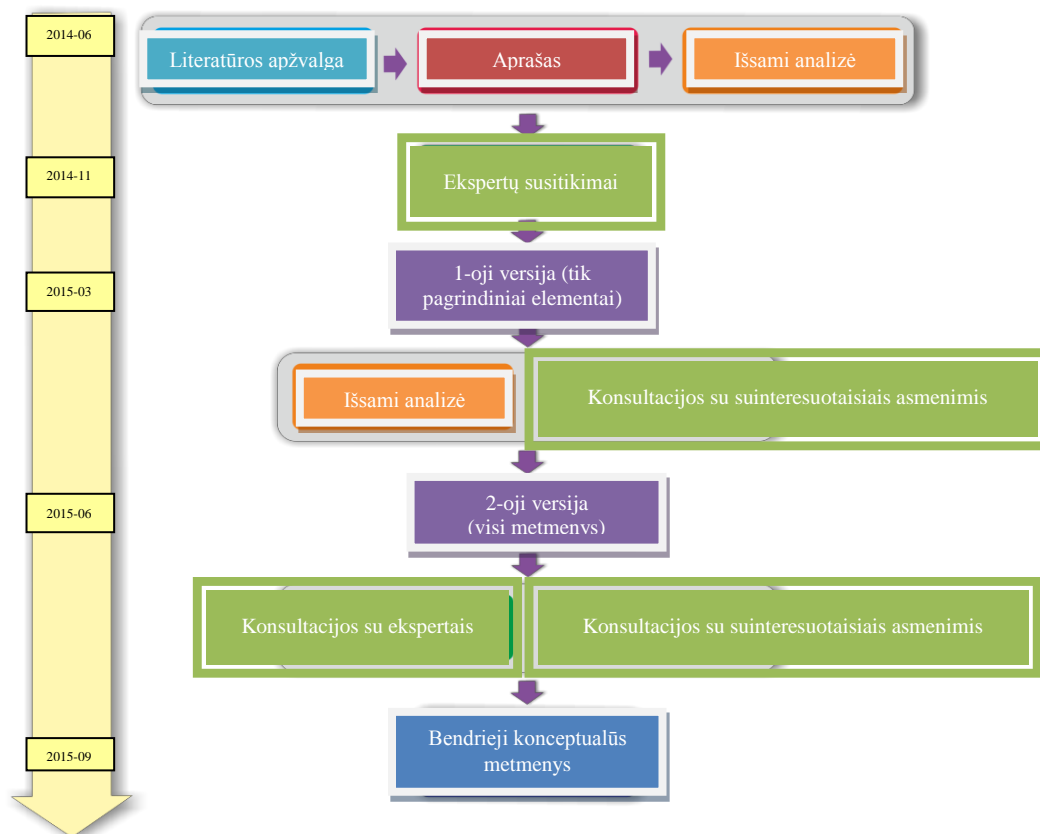 2014-06
Literatūros apžvalga
Aprašas
Išsami analizė
2014-11
Ekspertų susitikimai
2015-03
1-oji versija (tik
pagrindiniai elementai)
Išsami analizė
Konsultacijos su suinteresuotaisiais asmenimis
2015-06
2-oji versija
(visi metmenys)
Konsultacijos su ekspertais
Konsultacijos su suinteresuotaisiais asmenimis
2015-09
Bendrieji konceptualūs
metmenys